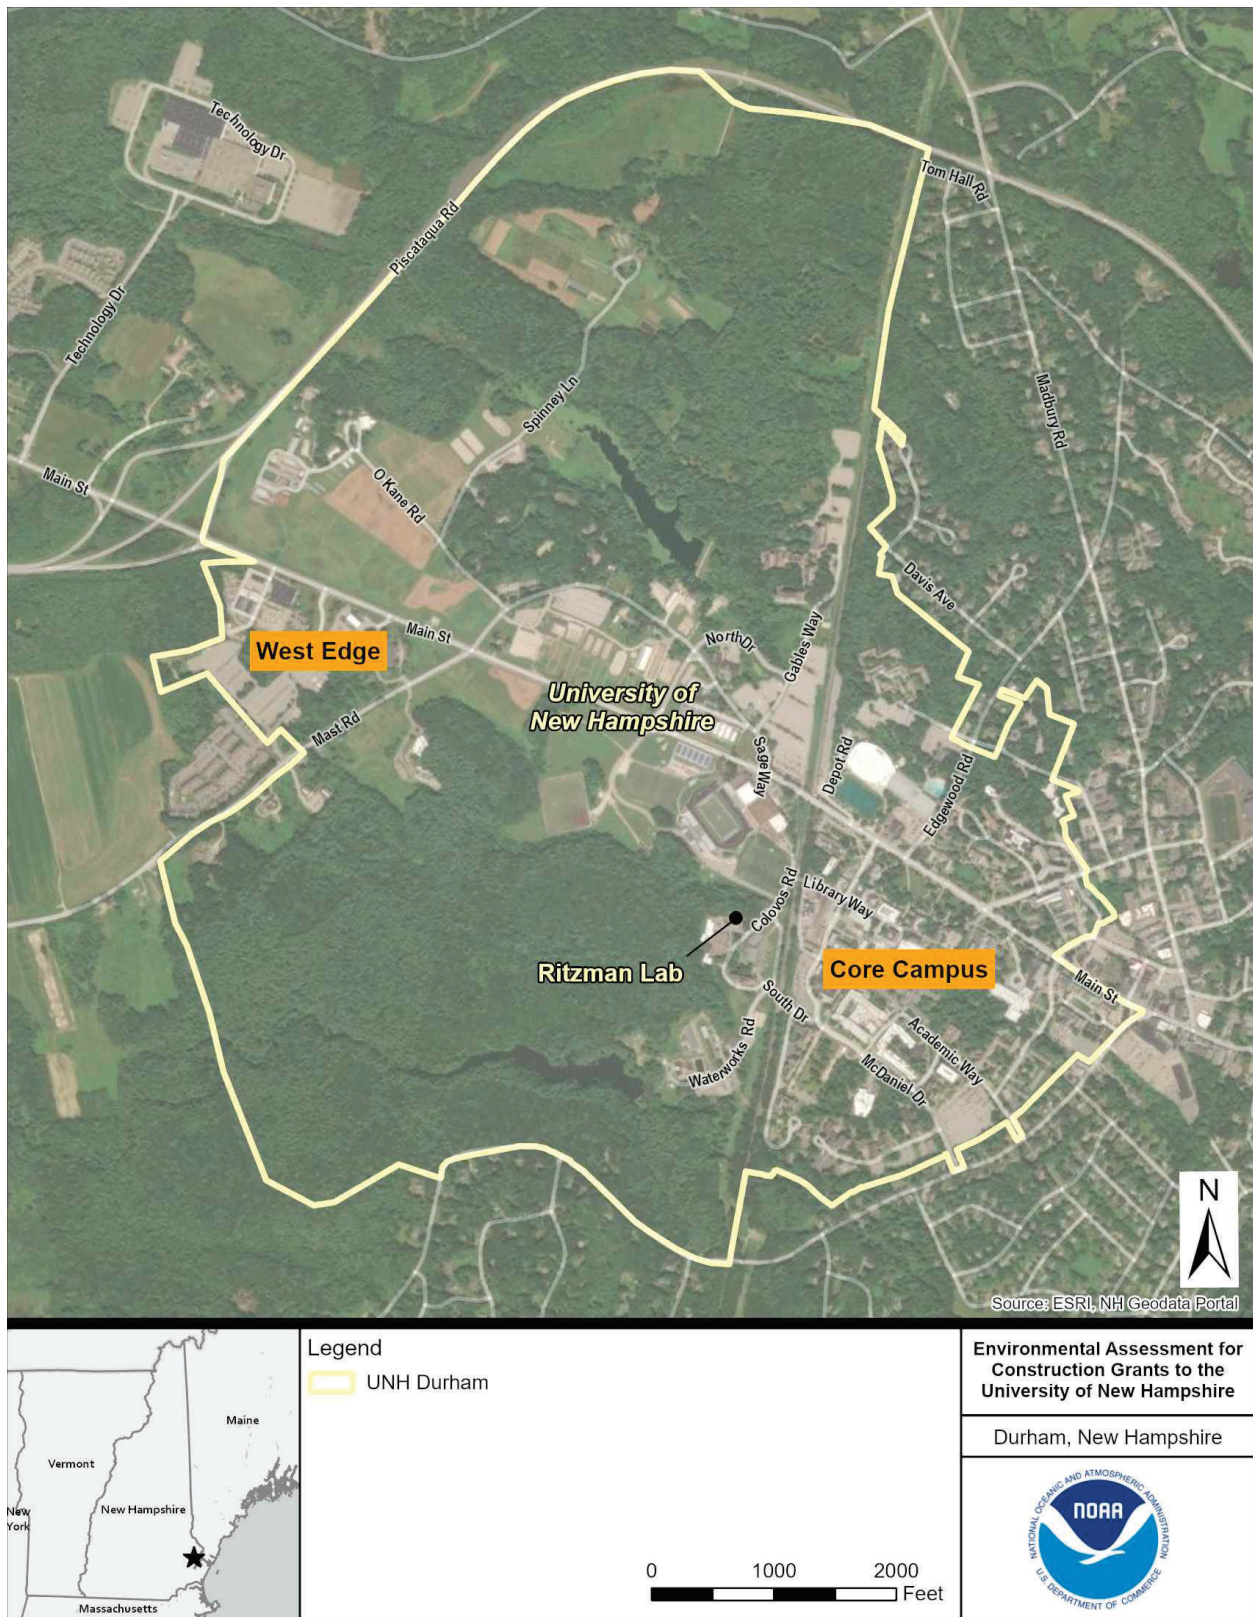 Technology Dr
Tom Hall Rd
Piscataqua Rd
Technology Dr
Spinney Ln
Madbury Rd
Main St
O Kane Rd
Davis Ave
West Edge
Main St
North Dr
Gables Way
University of
New Hampshire
Mast Rd
Sage Way
Depot Rd
Edgewood Rd
Colovos Rd
Library Way
Ritzman Lab
Core Campus
Main St
South Dr
Academic Way
Waterworks Rd
McDaniel Dr
N
Source: ESRI, NH Geodata Portal
Maine
Vermont
New Hampshire
New
York
Massachusetts
Legend
UNH Durham
0 1000 2000
Feet
Environmental Assessment for
Construction Grants to the
University of New Hampshire
Durham, New Hampshire
NATIONAL OCEANIC AND ATMOSPHERIC ADMINISTRATION
NOAA
U.S. DEPARTMENT OF COMMERCE